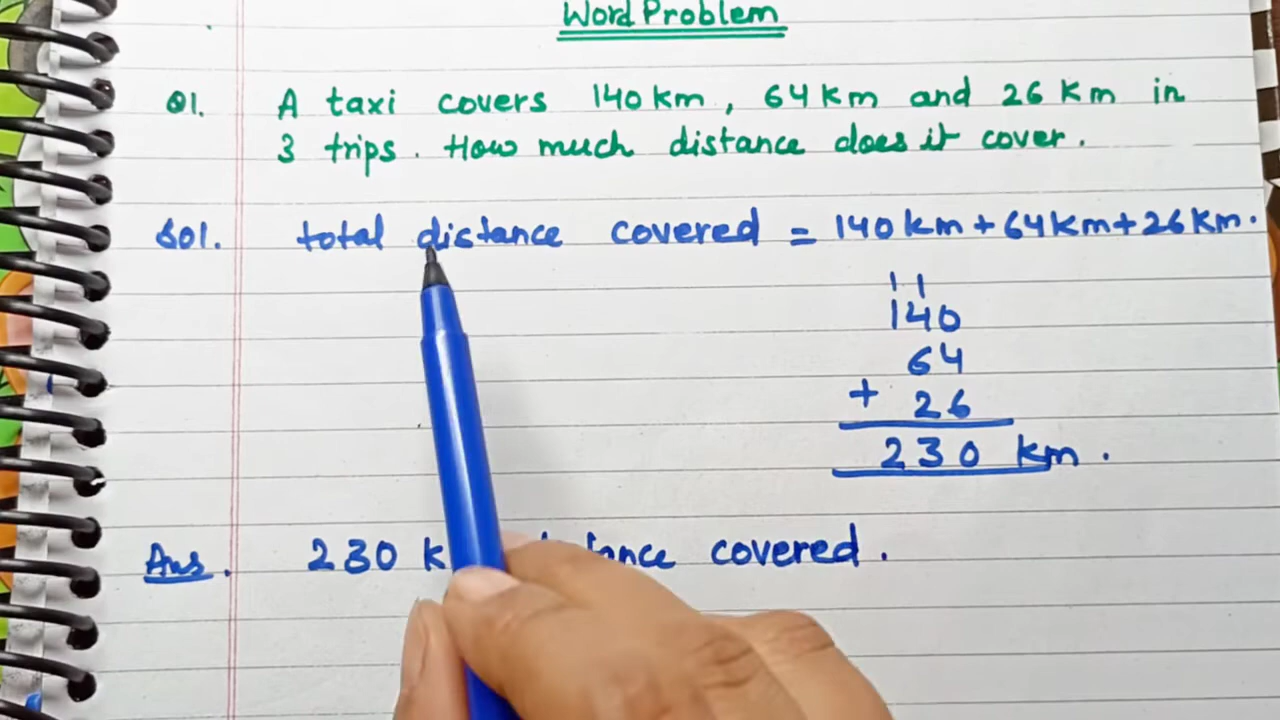 Word Problem
Q1. A taxi covers 140 km, 64 km and 26 km in
3 trips. How much distance does it cover.
Sol. total distance covered = 140 km + 64 km + 26 km.
1 1
140
64
+ 26
230 km.
Ans. 230 covered.